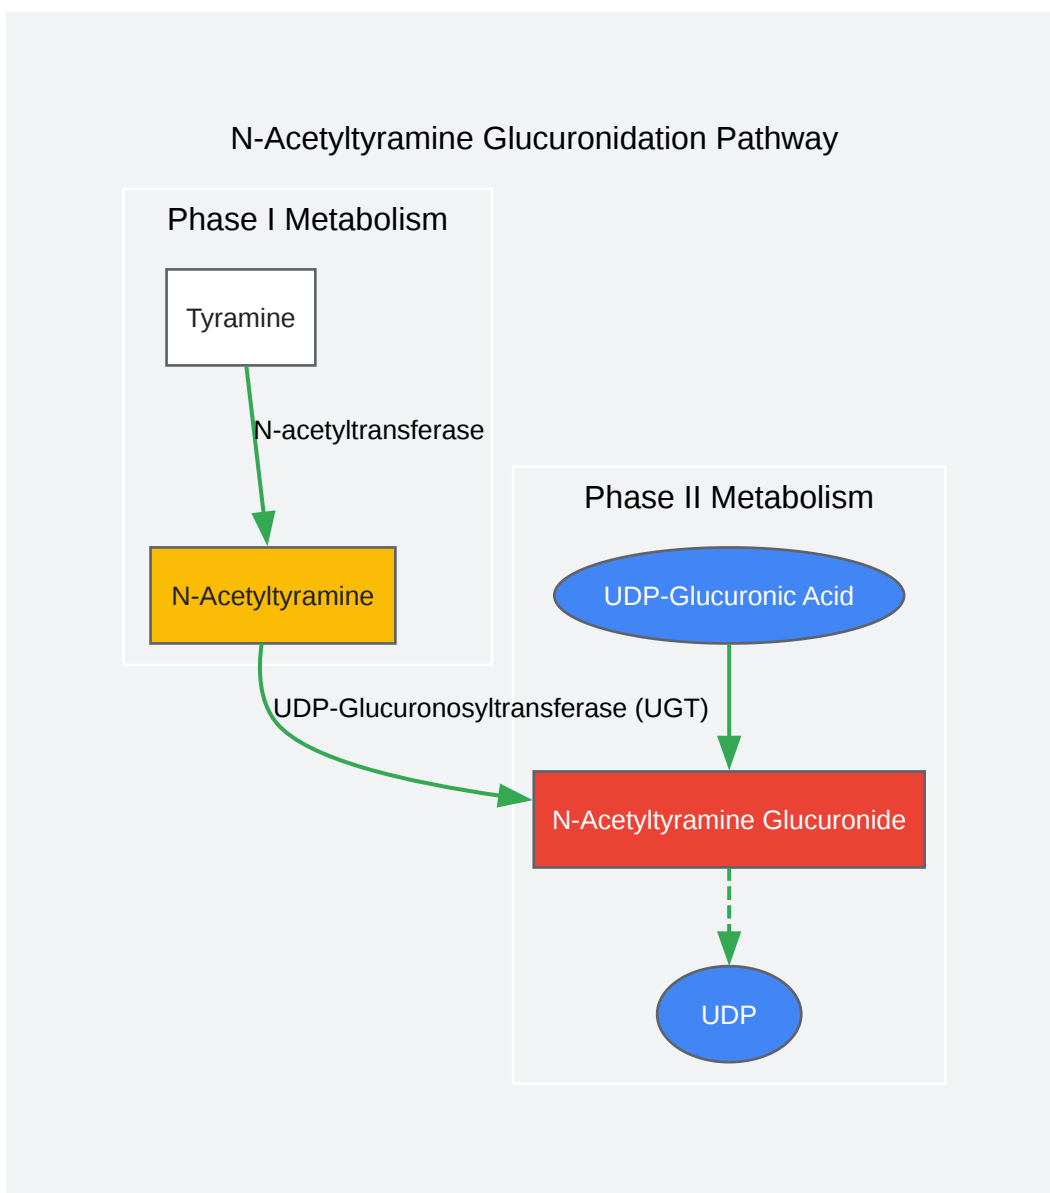 N-Acetyltyramine Glucuronidation Pathway
Phase I Metabolism
Tyramine
N-acetyltransferase
N-Acetyltyramine
Phase II Metabolism
UDP-Glucuronic Acid
UDP-Glucuronosyltransferase (UGT)
N-Acetyltyramine Glucuronide
UDP